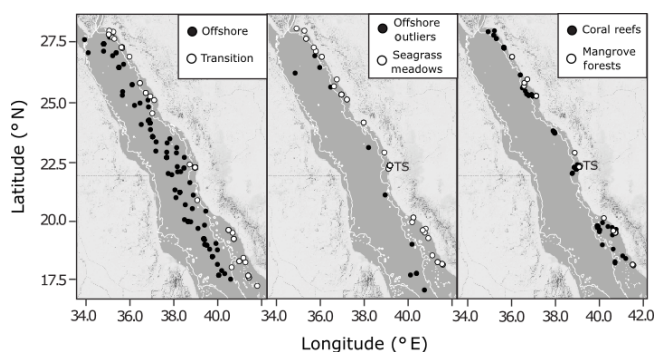 Offshore
Transition
Offshore
outliers
Seagrass
meadows
Coral reefs
Mangrove
forests
27.5
25.0
22.5
20.0
17.5
TS
TS
Latitude (°N)
34.0 36.0 38.0 40.0 34.0 36.0 38.0 40.0 34.0 36.0 38.0 40.0 42.0
Longitude (°E)